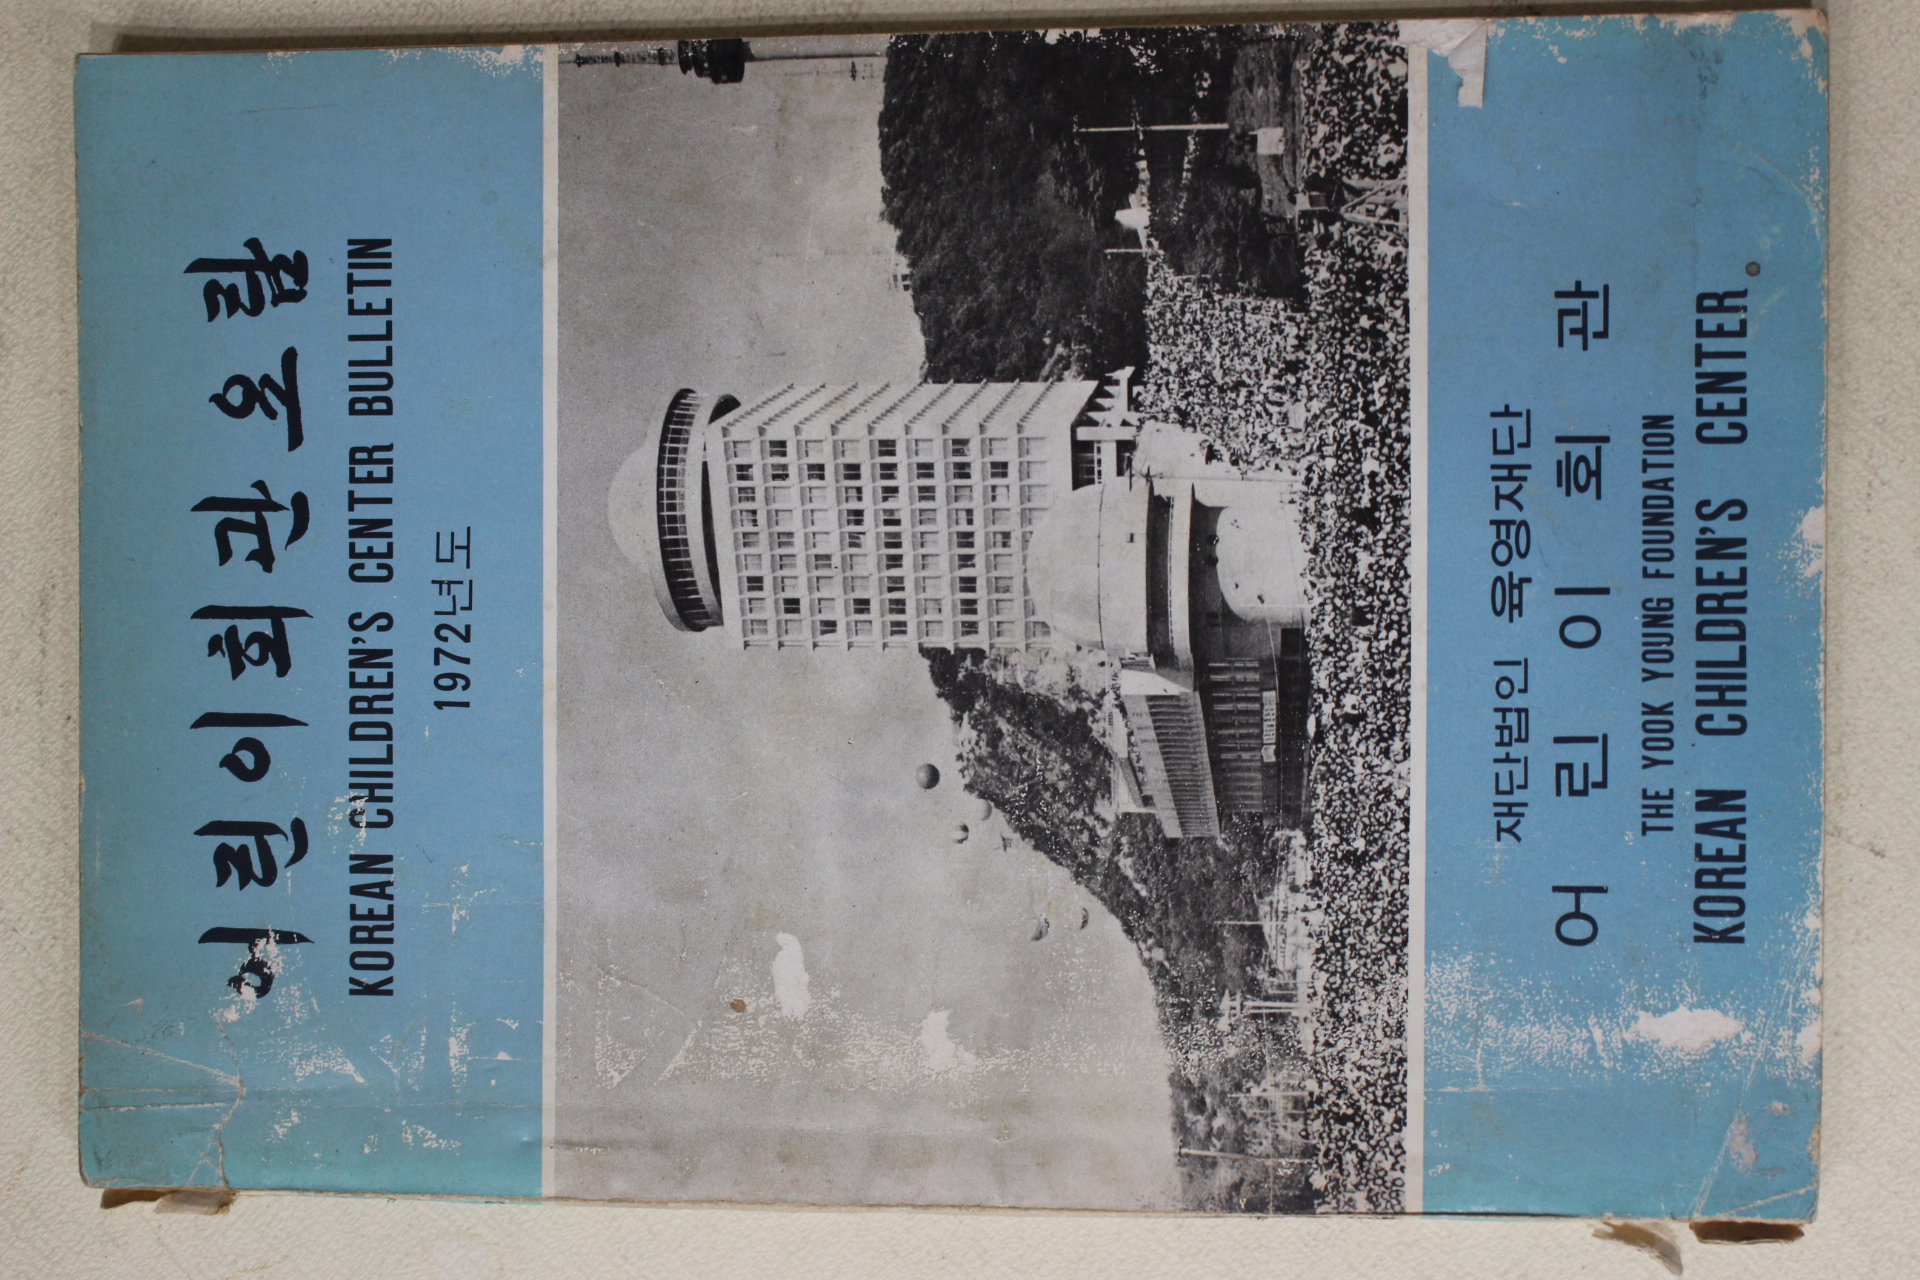 어린이회관요람
KOREAN CHILDREN'S CENTER BULLETIN
1972년도
재단법인 육영재단
어린이회관
THE YOOK YOUNG FOUNDATION
KOREAN CHILDREN'S CENTER.